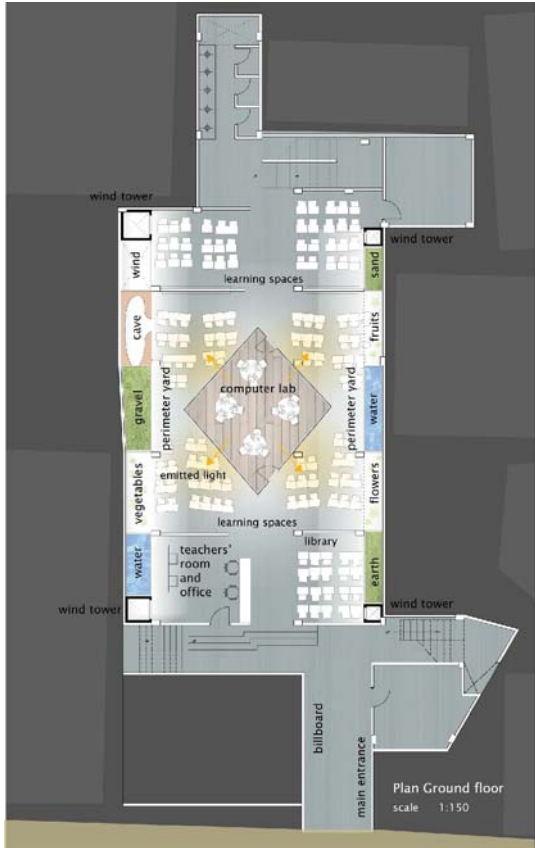 wind tower
wind tower
wind
sand
learning spaces
cave
fruits
computer lab
perimeter yard
perimeter yard
gravel
water
emitted light
vegetables
flowers
learning spaces
library
teachers'
room
and
office
water
earth
wind tower
wind tower
billboard
main entrance
Plan Ground floor
scale 1:150